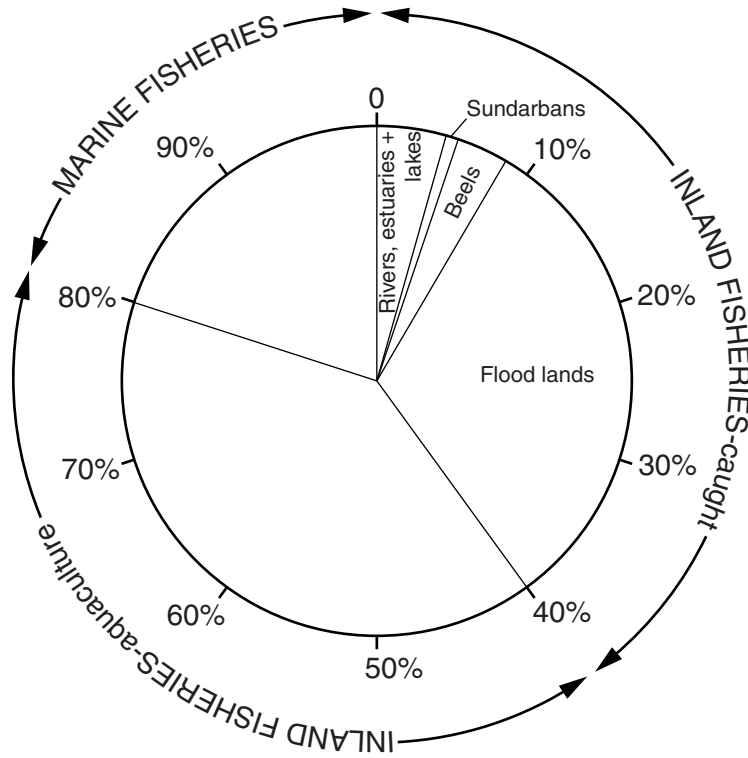 MARINE FISHERIES
INLAND FISHERIES-caught
INLAND FISHERIES-aquaculture
0
10%
20%
30%
40%
50%
60%
70%
80%
90%
Rivers, estuaries +
lakes
Sundarbans
Beels
Flood lands